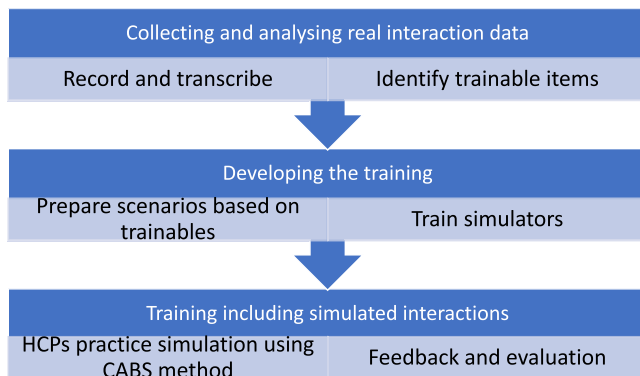 Collecting and analysing real interaction data
Record and transcribe
Identify trainable items
Developing the training
Prepare scenarios based on
trainables
Train simulators
Training including simulated interactions
HCPs practice simulation using
CABS method
Feedback and evaluation